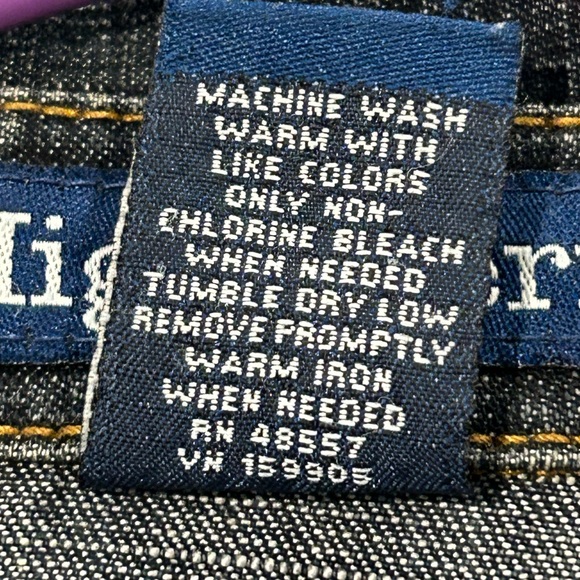 MACHINE WASH
WARM WITH
LIKE COLORS
ONLY NON-
CHLORINE BLEACH
WHEN NEEDED
TUMBLE DRY LOW
REMOVE PROMPTLY
WARM IRON
WHEN NEEDED
RN 48557
VN 159905